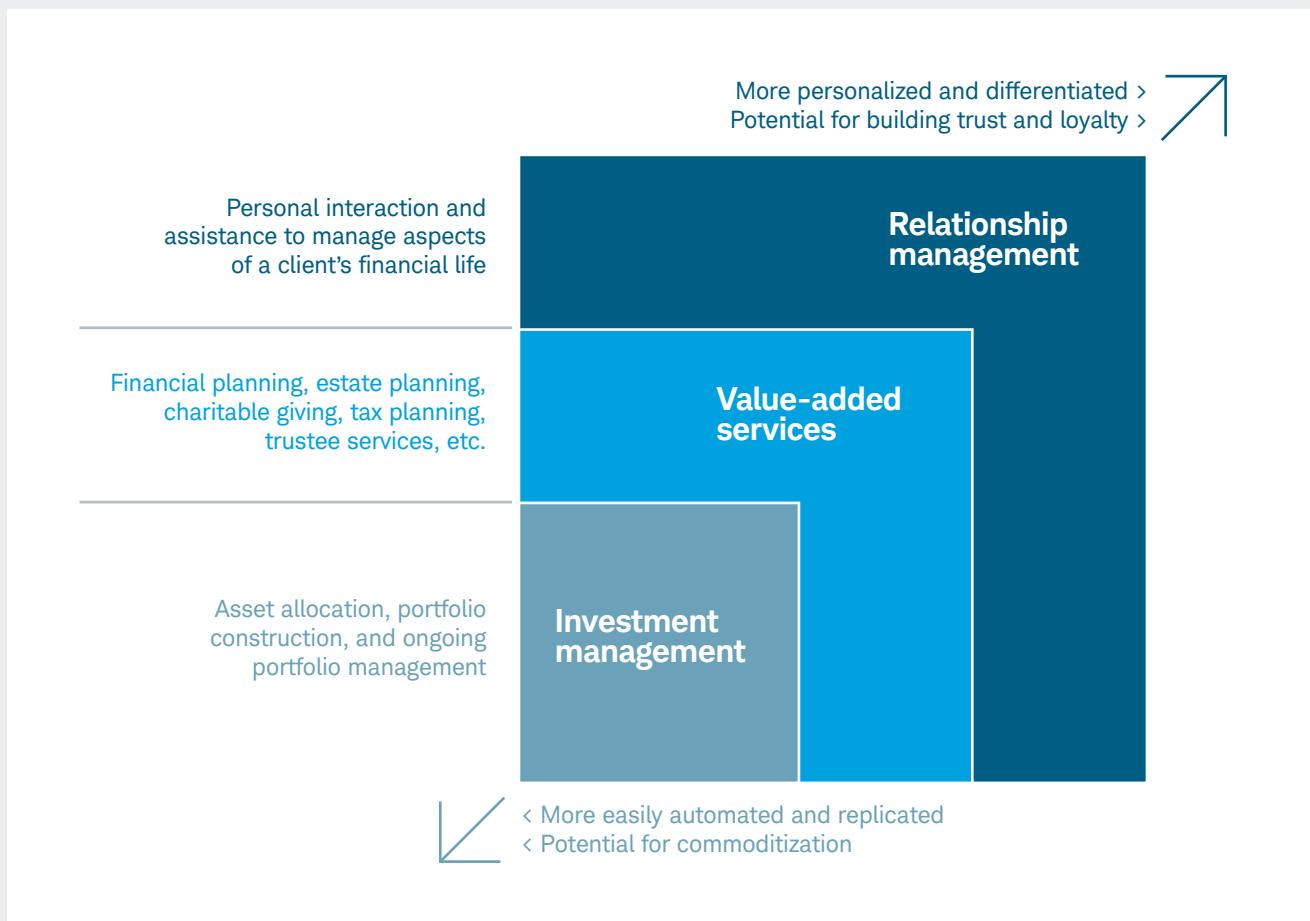 More personalized and differentiated >
Potential for building trust and loyalty >
Personal interaction and
assistance to manage aspects
of a client’s financial life
Relationship
management
Financial planning, estate planning,
charitable giving, tax planning,
trustee services, etc.
Value-added
services
Asset allocation, portfolio
construction, and ongoing
portfolio management
Investment
management
< More easily automated and replicated
< Potential for commoditization